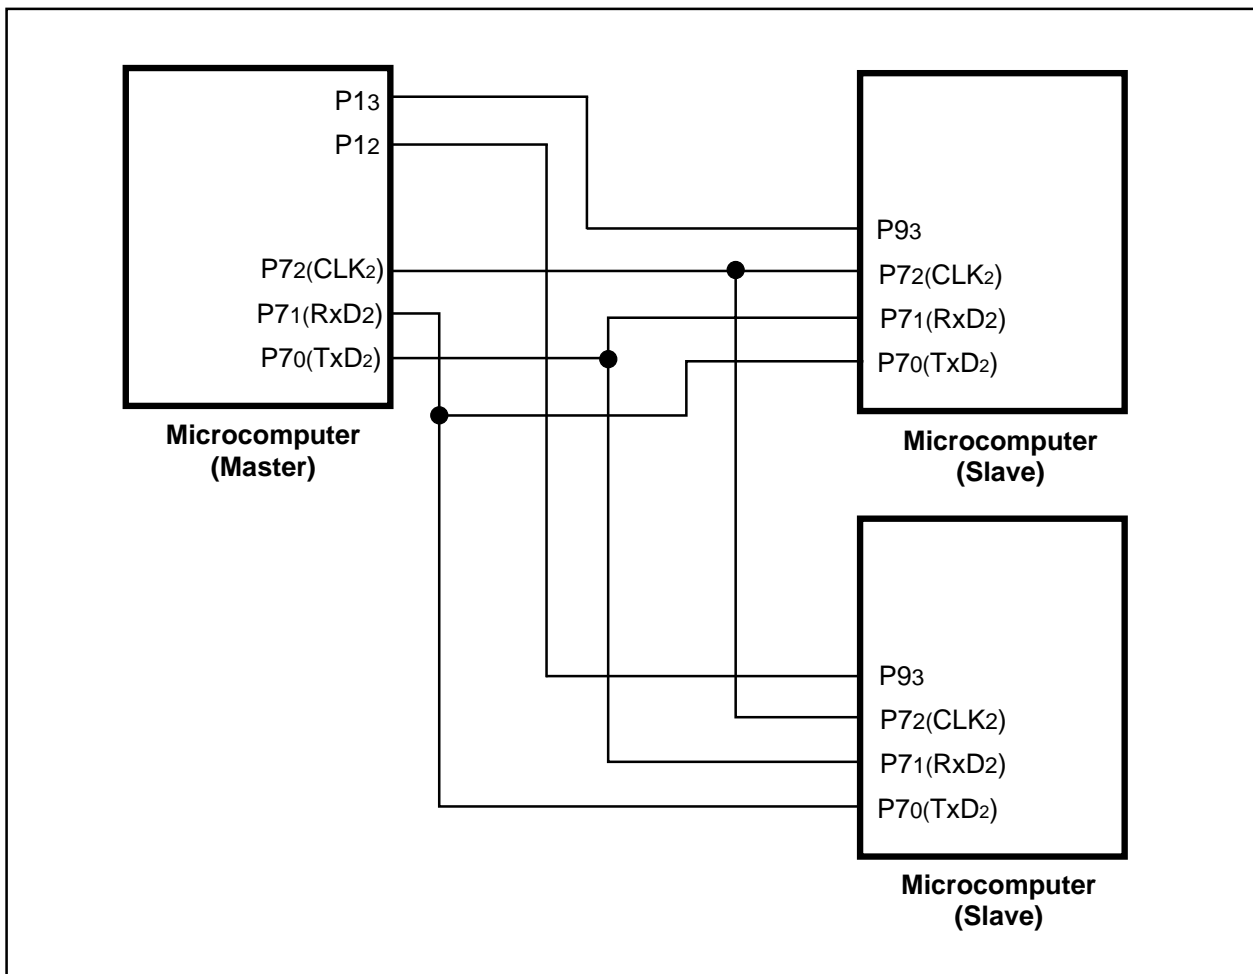 P13
P12
P72(CLK2)
P71(RxD2)
P70(TxD2)
Microcomputer
(Master)
P93
P72(CLK2)
P71(RxD2)
P70(TxD2)
Microcomputer
(Slave)
P93
P72(CLK2)
P71(RxD2)
P70(TxD2)
Microcomputer
(Slave)